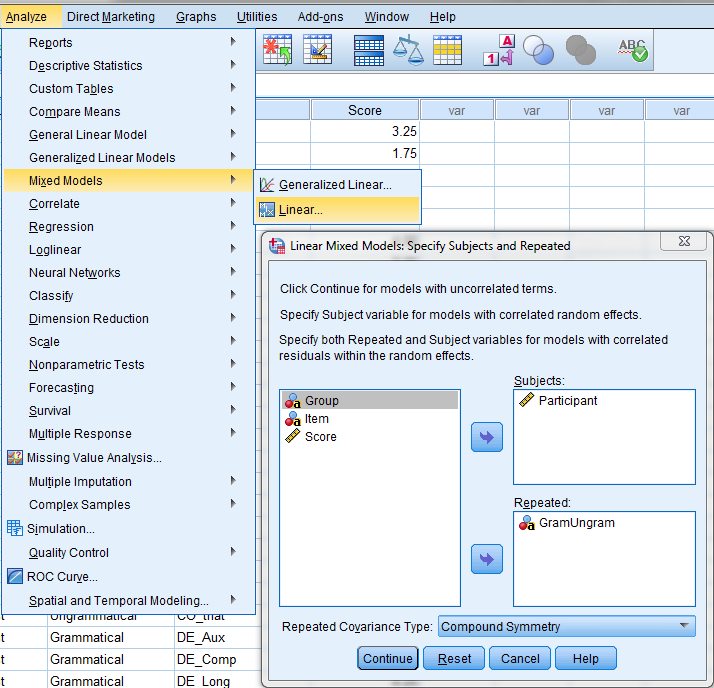 Analyze Direct Marketing Graphs Utilities Add-ons Window Help
Reports
Descriptive Statistics
Custom Tables
Compare Means
General Linear Model
Generalized Linear Models
Mixed Models
Correlate
Regression
Loglinear
Neural Networks
Classify
Dimension Reduction
Scale
Nonparametric Tests
Forecasting
Survival
Multiple Response
Missing Value Analysis...
Multiple Imputation
Complex Samples
Simulation...
Quality Control
ROC Curve...
Spatial and Temporal Modeling...
Generalized Linear...
Linear...
A
1
ABC
Score var var var var
3.25
1.75
Linear Mixed Models: Specify Subjects and Repeated
Click Continue for models with uncorrelated terms.
Specify Subject variable for models with correlated random effects.
Specify both Repeated and Subject variables for models with correlated
residuals within the random effects.
Group
Item
Score
Subjects:
Participant
Repeated:
GramUngram
Repeated Covariance Type: Compound Symmetry
Continue Reset Cancel Help
t Ungrammatical CO_that
t Grammatical DE_Aux
t Grammatical DE_Comp
t Grammatical DE_Long